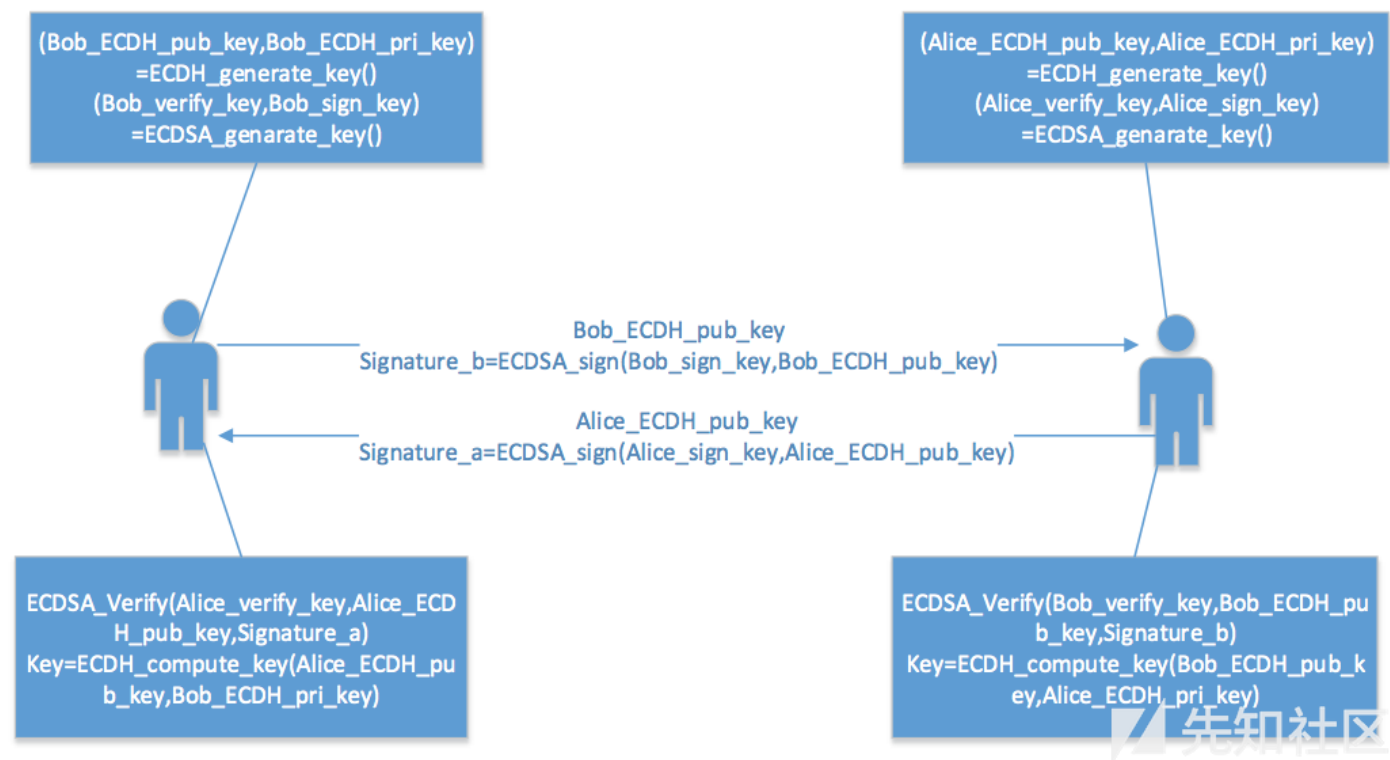 (Bob_ECDH_pub_key,Bob_ECDH_pri_key)
=ECDH_generate_key()
(Bob_verify_key,Bob_sign_key)
=ECDSA_genarate_key()
(Alice_ECDH_pub_key,Alice_ECDH_pri_key)
=ECDH_generate_key()
(Alice_verify_key,Alice_sign_key)
=ECDSA_genarate_key()
Bob_ECDH_pub_key
Signature_b=ECDSA_sign(Bob_sign_key,Bob_ECDH_pub_key)
Alice_ECDH_pub_key
Signature_a=ECDSA_sign(Alice_sign_key,Alice_ECDH_pub_key)
ECDSA_Verify(Alice_verify_key,Alice_ECD
H_pub_key,Signature_a)
Key=ECDH_compute_key(Alice_ECDH_pu
b_key,Bob_ECDH_pri_key)
ECDSA_Verify(Bob_verify_key,Bob_ECDH_pu
b_key,Signature_b)
Key=ECDH_compute_key(Bob_ECDH_pub_k
ey,Alice_ECDH_pri_key)
先知社区